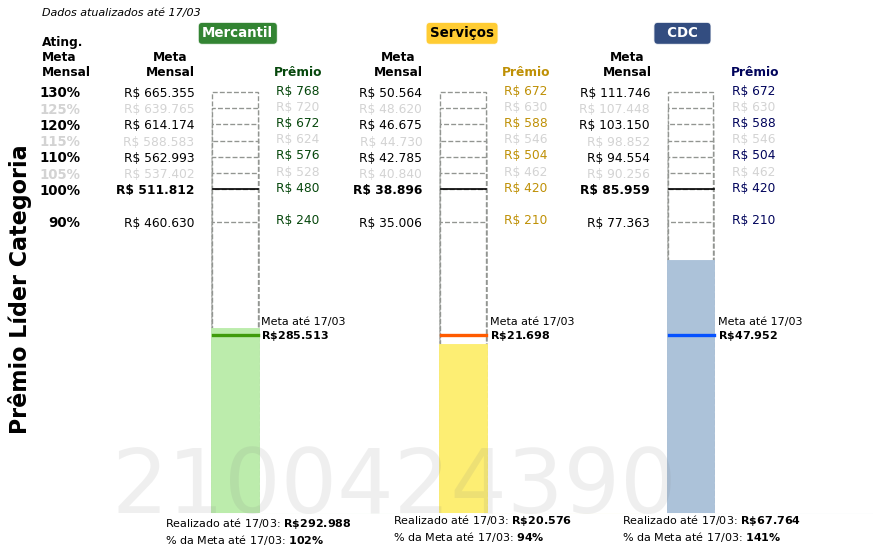 Dados atualizados até 17/03
Mercantil Serviços CDC
Ating.
Meta Meta Meta Meta
Mensal Mensal Prêmio Mensal Prêmio Mensal Prêmio
130% R$ 665.355 R$ 768 R$ 50.564 R$ 672 R$ 111.746 R$ 672
125% R$ 639.765 R$ 720 R$ 48.620 R$ 630 R$ 107.448 R$ 630
120% R$ 614.174 R$ 672 R$ 46.675 R$ 588 R$ 103.150 R$ 588
115% R$ 588.583 R$ 624 R$ 44.730 R$ 546 R$ 98.852 R$ 546
110% R$ 562.993 R$ 576 R$ 42.785 R$ 504 R$ 94.554 R$ 504
105% R$ 537.402 R$ 528 R$ 40.840 R$ 462 R$ 90.256 R$ 462
100% R$ 511.812 R$ 480 R$ 38.896 R$ 420 R$ 85.959 R$ 420
90% R$ 460.630 R$ 240 R$ 35.006 R$ 210 R$ 77.363 R$ 210
Prêmio Líder Categoria
Meta até 17/03 Meta até 17/03 Meta até 17/03
R$285.513 R$21.698 R$47.952
2100424390
Realizado até 17/03: R$292.988 Realizado até 17/03: R$20.576 Realizado até 17/03: R$67.764
% da Meta até 17/03: 102% % da Meta até 17/03: 94% % da Meta até 17/03: 141%